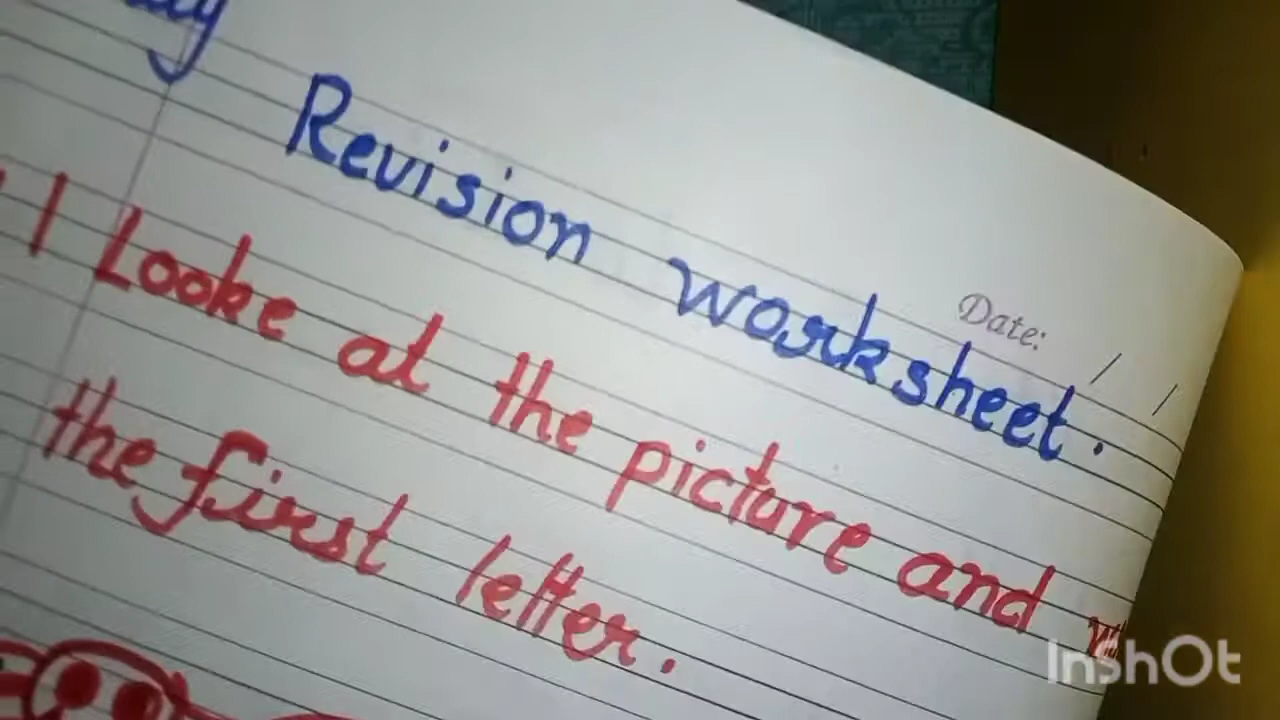 Revision worksheet.
Date: / /
1 Looke at the picture and
the first letter.
InShOt